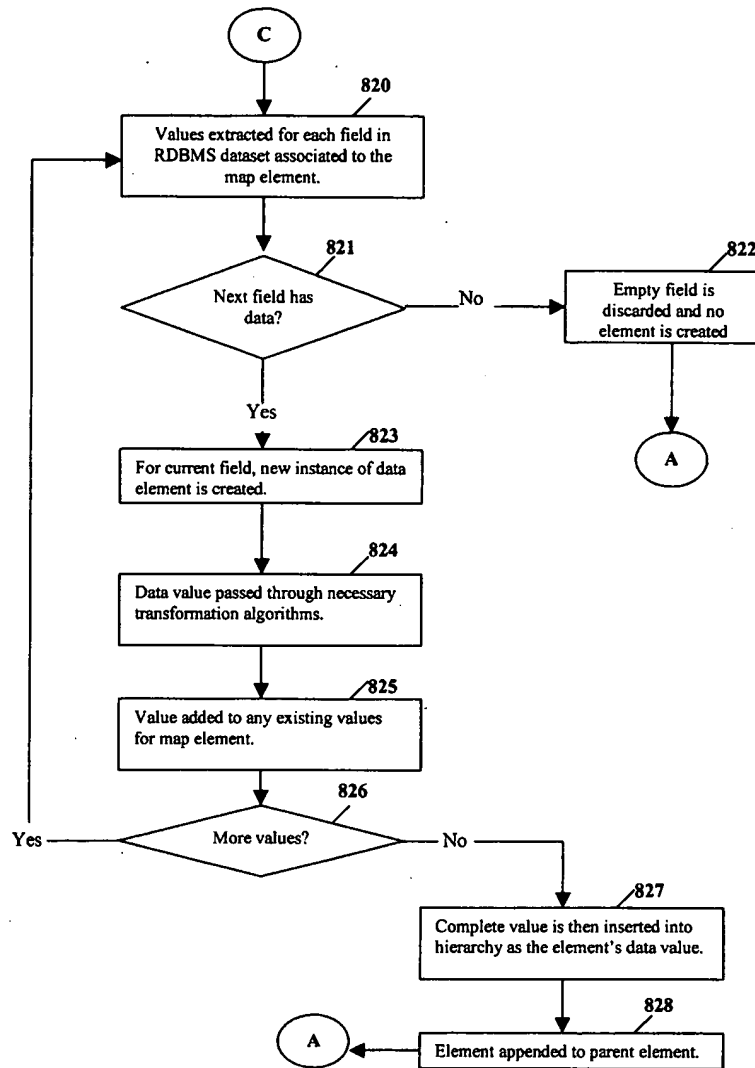 C
820
Values extracted for each field in
RDBMS dataset associated to the
map element.
821
Next field has
data?
No
822
Empty field is
discarded and no
element is created
A
Yes
823
For current field, new instance of data
element is created.
824
Data value passed through necessary
transformation algorithms.
825
Value added to any existing values
for map element.
826
More values?
Yes
No
827
Complete value is then inserted into
hierarchy as the element's data value.
828
Element appended to parent element.
A